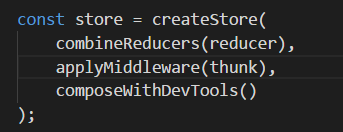 const store = createStore(
    combineReducers(reducer),
    applyMiddleware(thunk),
    composeWithDevTools()
);